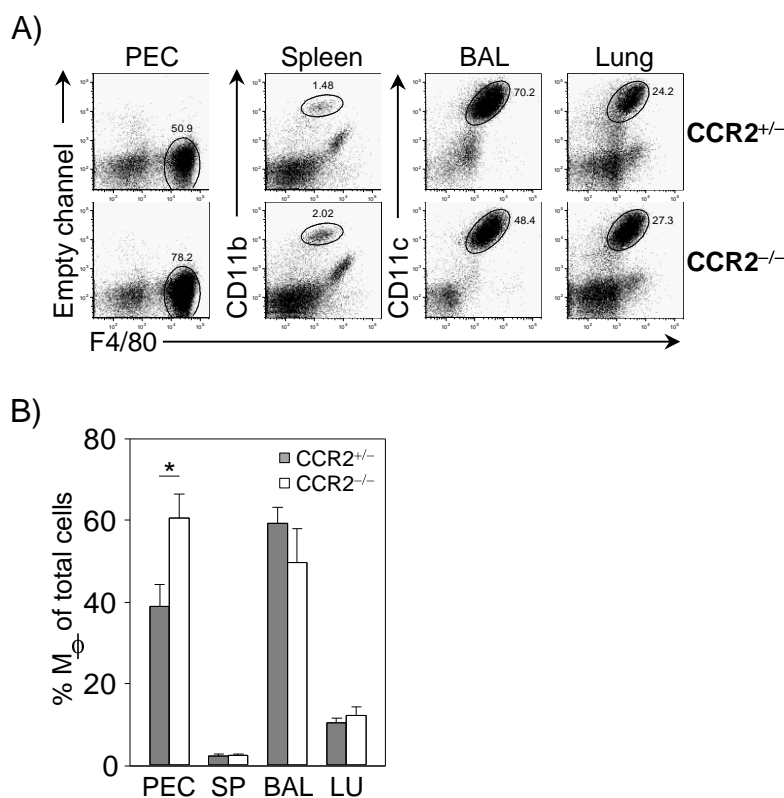 A)
PEC Spleen BAL Lung
Empty channel
CD11b
CD11c
50.9
1.48
70.2
24.2
CCR2+/–
78.2
2.02
48.4
27.3
CCR2–/–
F4/80
B)
% Mϕ of total cells
80
60
40
20
0
*
CCR2+/–
CCR2–/–
PEC SP BAL LU